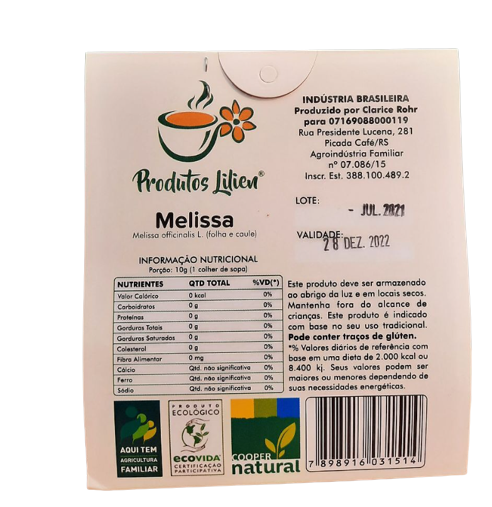 Produtos Lilien®
Melissa
Melissa officinalis L. (folha e caule)
INFORMAÇÃO NUTRICIONAL
Porção: 10g (1 colher de sopa)
NUTRIENTES QTD TOTAL %VD(*)
Valor Calórico 0 kcal 0%
Carboidratos 0 g 0%
Proteínas 0 g 0%
Gorduras Totais 0 g 0%
Gorduras Saturadas 0 g 0%
Colesterol 0 g 0%
Fibra Alimentar 0 mg 0%
Cálcio Qtd. não significativa 0%
Ferro Qtd. não significativa 0%
Sódio Qtd. não significativa 0%
INDÚSTRIA BRASILEIRA
Produzido por Clarice Rohr
para 07169088000119
Rua Presidente Lucena, 281
Picada Café/RS
Agroindústria Familiar
nº 07.086/15
Inscr. Est. 388.100.489.2
LOTE:
- JUL. 2021
VALIDADE:
28 DEZ. 2022
Este produto deve ser armazenado
ao abrigo da luz e em locais secos.
Mantenha fora do alcance de
crianças. Este produto é indicado
com base no seu uso tradicional.
Pode conter traços de glúten.
*% Valores diários de referência com
base em uma dieta de 2.000 kcal ou
8.400 kj. Seus valores podem ser
maiores ou menores dependendo de
suas necessidades energéticas.
AQUI TEM
AGRICULTURA
FAMILIAR
PRODUTO
ECOLÓGICO
ecovida
CERTIFICAÇÃO
PARTICIPATIVA
COOPER
natural
7 898916 031514